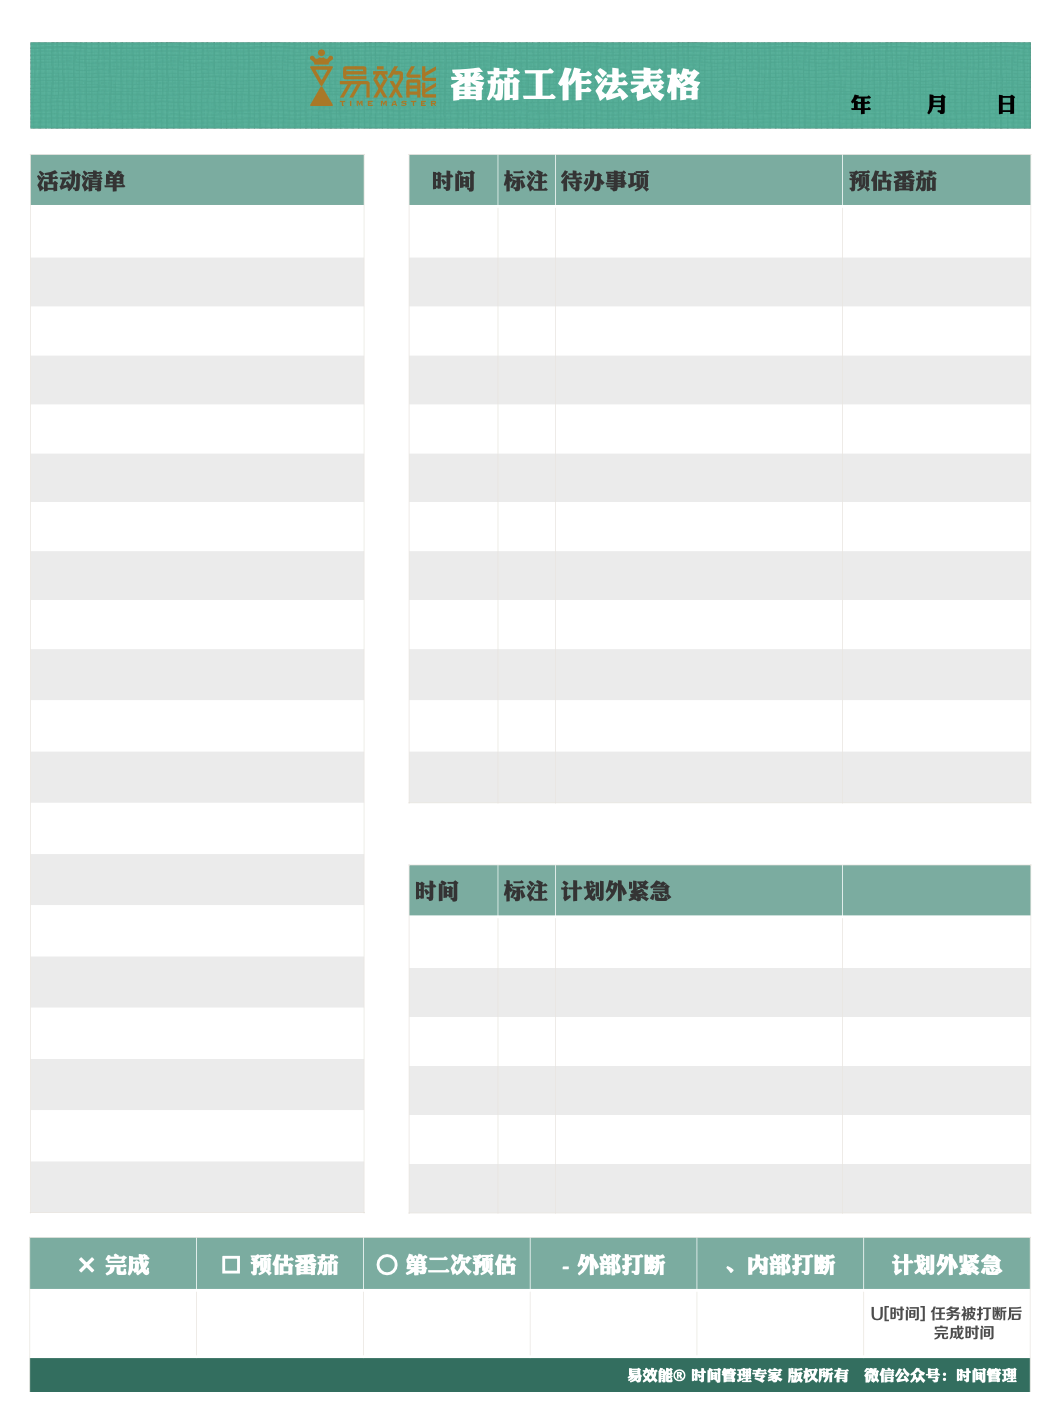 易效能 番茄工作法表格
TIME MASTER
年 月 日
活动清单
时间 标注 待办事项 预估番茄
时间 标注 计划外紧急
× 完成 □ 预估番茄 ○ 第二次预估 - 外部打断 、内部打断 计划外紧急
U[时间] 任务被打断后
完成时间
易效能® 时间管理专家 版权所有 微信公众号：时间管理